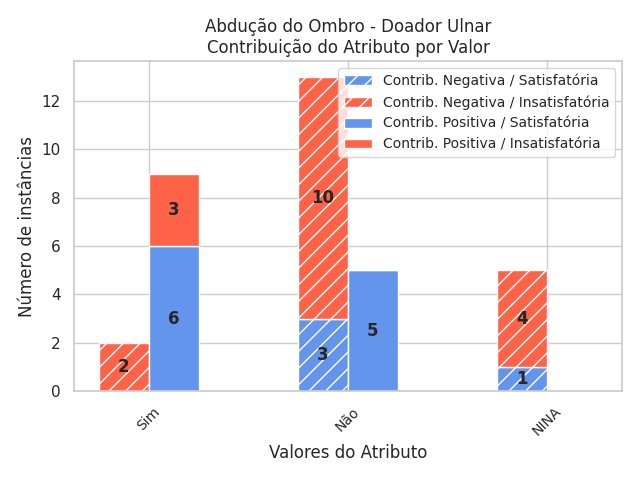 Abdução do Ombro - Doador Ulnar
Contribuição do Atributo por Valor
Contrib. Negativa / Satisfatória
Contrib. Negativa / Insatisfatória
Contrib. Positiva / Satisfatória
Contrib. Positiva / Insatisfatória
Número de instâncias
12
10
8
6
4
2
0
2
3
6
10
3
5
4
1
Sim
Não
NINA
Valores do Atributo